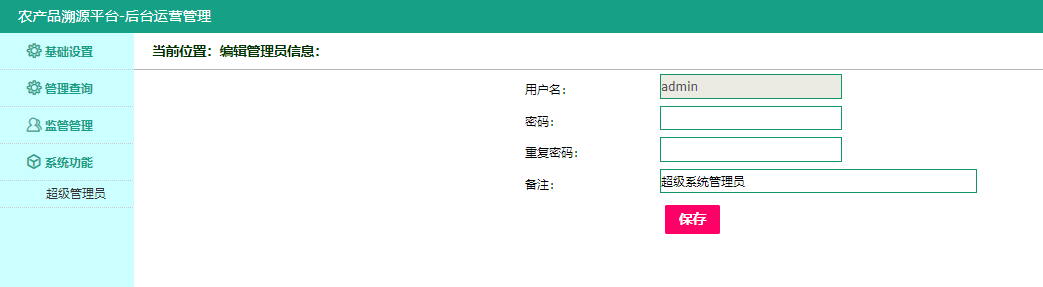 农产品溯源平台-后台运营管理
基础设置
管理查询
监管管理
系统功能
超级管理员
当前位置：编辑管理员信息：
用户名： admin
密码：
重复密码：
备注： 超级系统管理员
保存